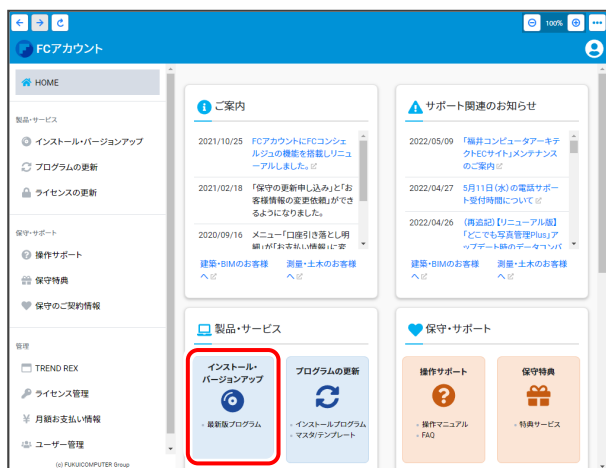 100%
FCアカウント
HOME
製品・サービス
インストール・バージョンアップ
プログラムの更新
ライセンスの更新
保守・サポート
操作サポート
保守特典
保守のご契約情報
管理
TREND REX
ライセンス管理
月額お支払い情報
ユーザー管理
(c) FUKUICOMPUTER Group
ご案内
2021/10/25 FCアカウントにFCコンシェ
ルジュの機能を搭載しリニュ
ーアルしました。
2021/02/18 「保守の更新申し込み」と「お
客様情報の変更依頼」ができ
るようになりました。
2020/09/16 メニュー「口座引き落とし明
細」が「お支払い情報」に変
建築・BIMのお客様
へ
測量・土木のお客様
へ
サポート関連のお知らせ
2022/05/09 「福井コンピュータアーキテ
クトECサイト」メンテナンス
のご案内
2022/04/27 5月11日(水)の電話サポー
ト受付時間について
2022/04/26 (再追記)【リニューアル版】
「どこでも写真管理Plus」ア
ップデート時のデータコンバ
建築・BIMのお客様
へ
測量・土木のお客様
へ
製品・サービス
インストール・
バージョンアップ
最新版プログラム
プログラムの更新
インストールプログラム
マスタ/テンプレート
保守・サポート
操作サポート
操作マニュアル
FAQ
保守特典
特典サービス